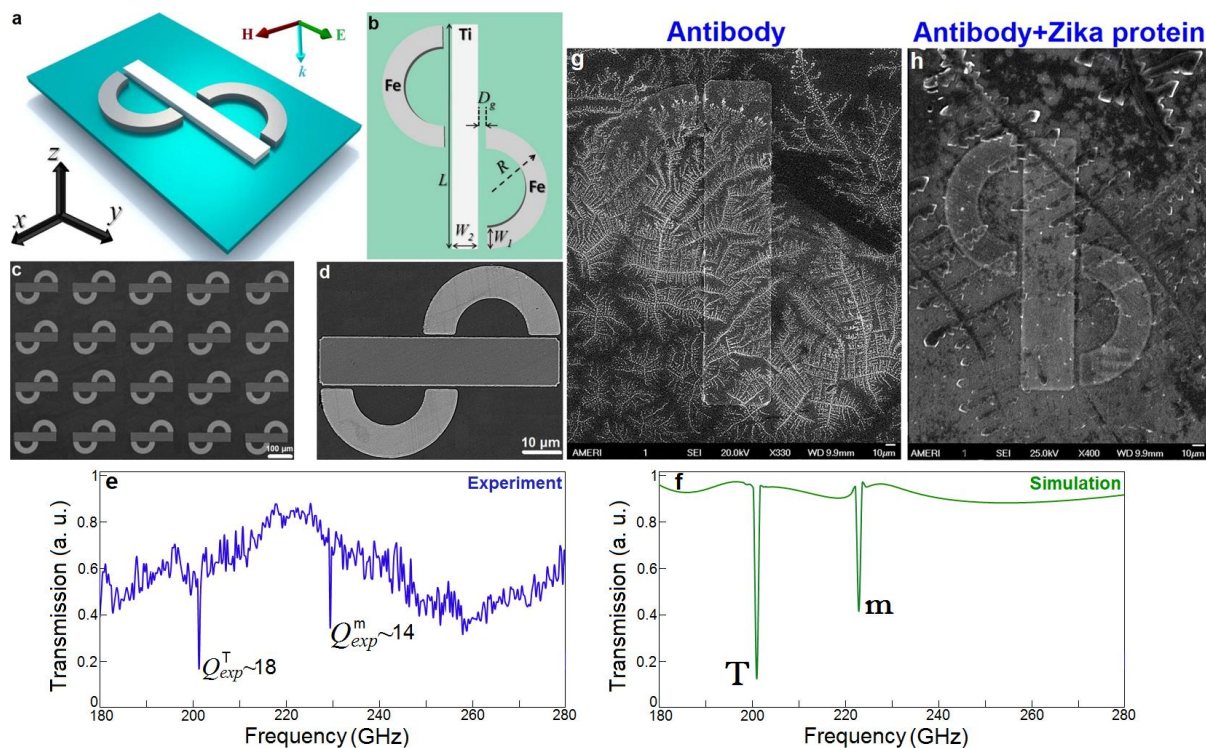 a
H
E
k
z
x
y
b
Ti
Fe
D_g
R
L
Fe
W_2
W_1
c
100 μm
d
10 μm
Antibody
g
AMERI 1 SEI 20.0kV X330 WD 9.9mm 10μm
Antibody+Zika protein
h
AMERI 1 SEI 25.0kV X400 WD 9.9mm 10μm
e
Experiment
Transmission (a. u.)
1
0.8
0.6
0.4
0.2
0
Q^T_exp~18
Q^m_exp~14
180 200 220 240 260 280
Frequency (GHz)
f
Simulation
Transmission (a. u.)
1
0.8
0.6
0.4
0.2
0
T
m
180 200 220 240 260 280
Frequency (GHz)